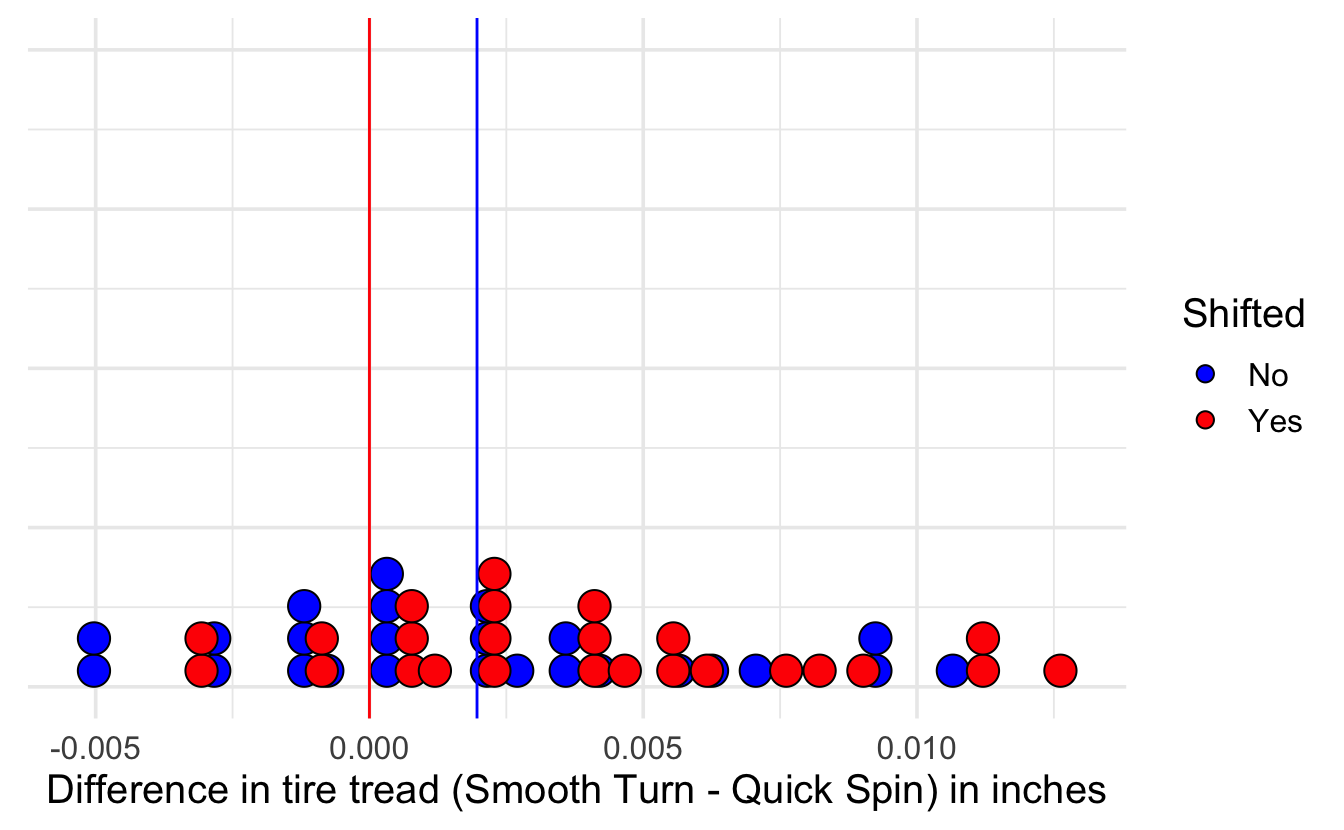 Shifted
No
Yes
-0.005
0.000
0.005
0.010
Difference in tire tread (Smooth Turn - Quick Spin) in inches